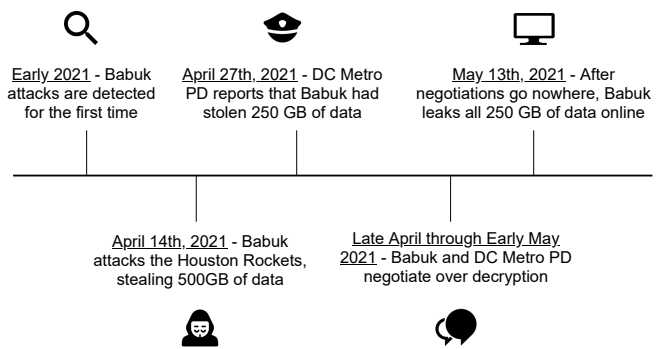 Early 2021 - Babuk
attacks are detected
for the first time
April 14th, 2021 - Babuk
attacks the Houston Rockets,
stealing 500GB of data
April 27th, 2021 - DC Metro
PD reports that Babuk had
stolen 250 GB of data
Late April through Early May
2021 - Babuk and DC Metro PD
negotiate over decryption
May 13th, 2021 - After
negotiations go nowhere, Babuk
leaks all 250 GB of data online